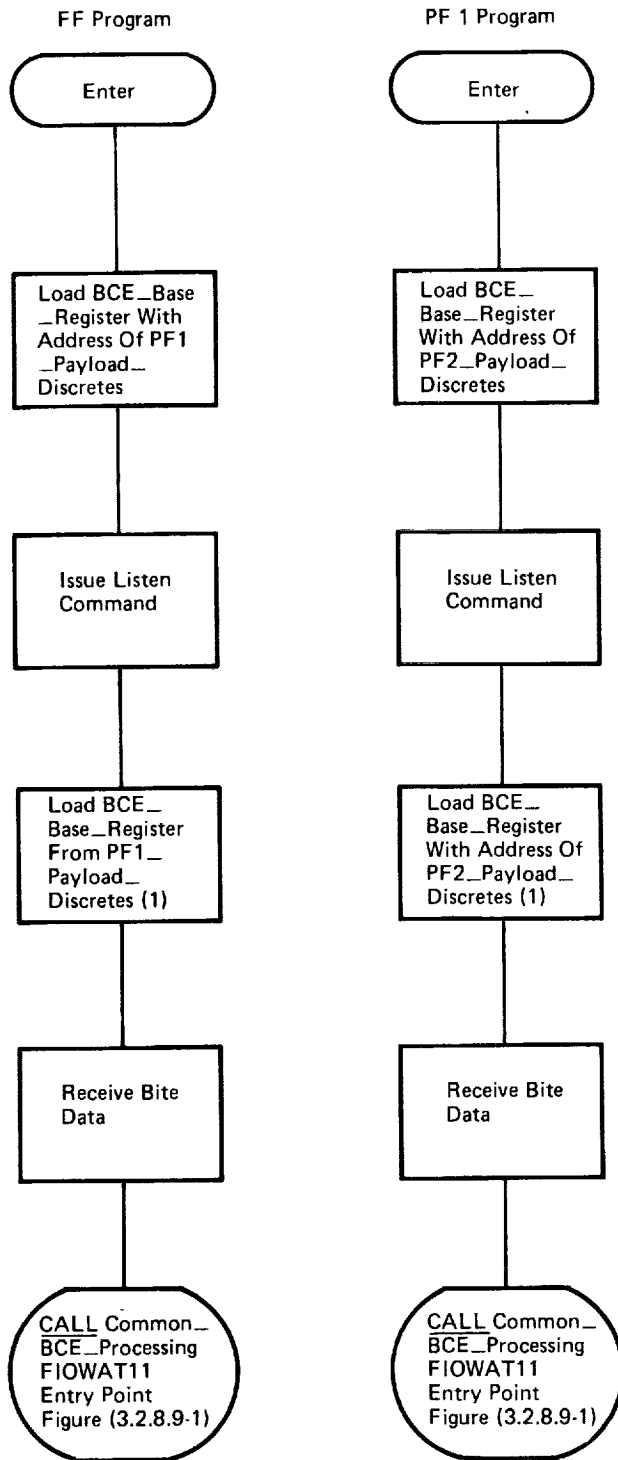 FF Program
Enter
Load BCE_Base
_Register With
Address Of PF1
_Payload_
Discretes
Issue Listen
Command
Load BCE_
Base_Register
From PF1_
Payload_
Discretes (1)
Receive Bite
Data
CALL Common_
BCE_Processing
FIOWAT11
Entry Point
Figure (3.2.8.9-1)
PF 1 Program
Enter
Load BCE_
Base_Register
With Address Of
PF2_Payload_
Discretes
Issue Listen
Command
Load BCE_
Base_Register
With Address Of
PF2_Payload_
Discretes (1)
Receive Bite
Data
CALL Common_
BCE_Processing
FIOWAT11
Entry Point
Figure (3.2.8.9-1)